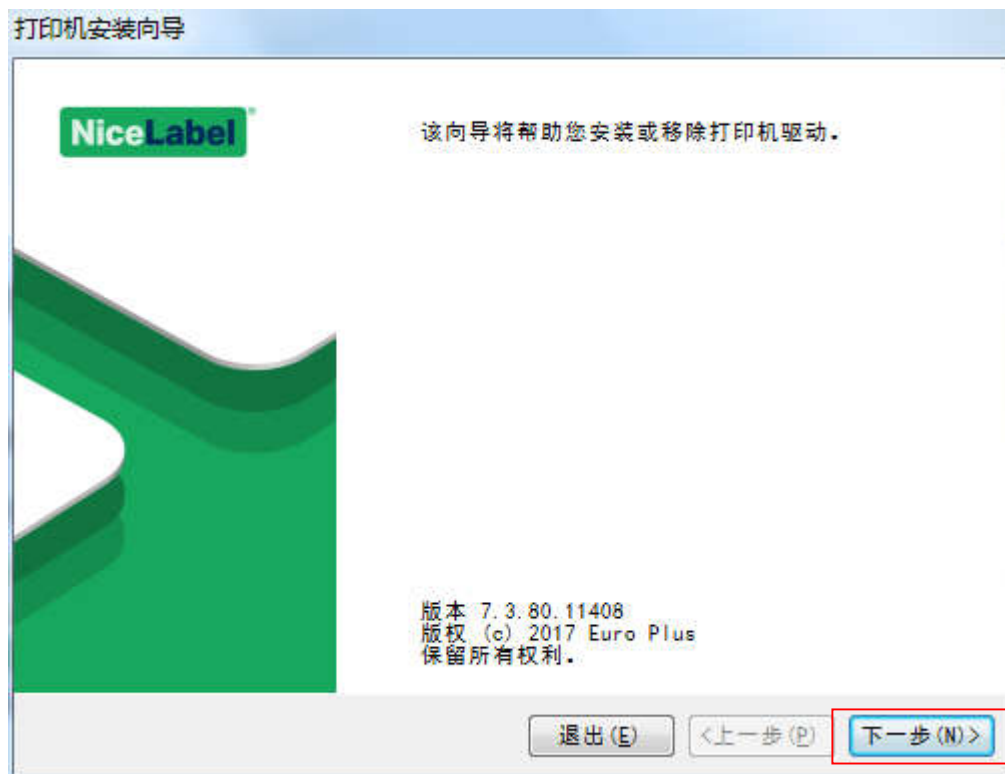 打印机安装向导
NiceLabel
该向导将帮助您安装或移除打印机驱动.
版本 7.3.80.11408
版权 (c) 2017 Euro Plus
保留所有权利.
退出(E) <上一步(P) 下一步(N)>